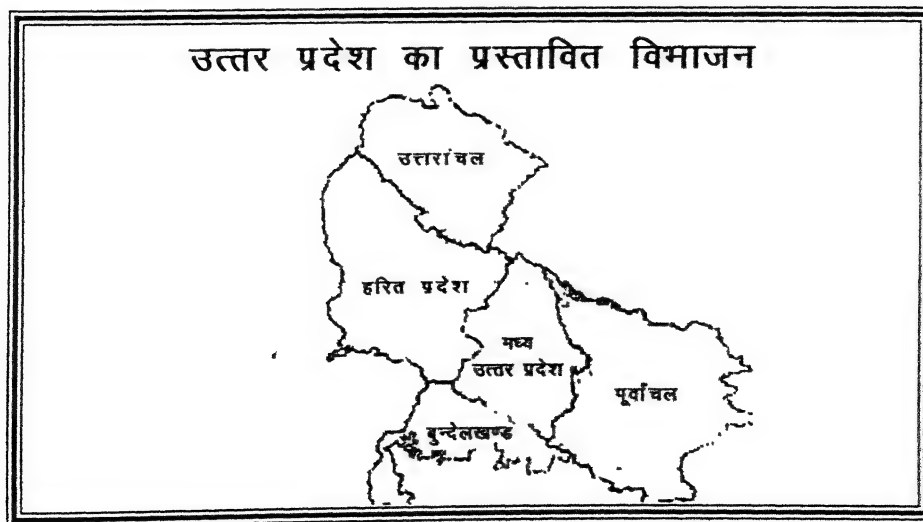 उत्तर प्रदेश का प्रस्तावित विभाजन
उत्तरांचल
हरित प्रदेश
मध्य
उत्तर प्रदेश
पूर्वांचल
बुन्देलखण्ड